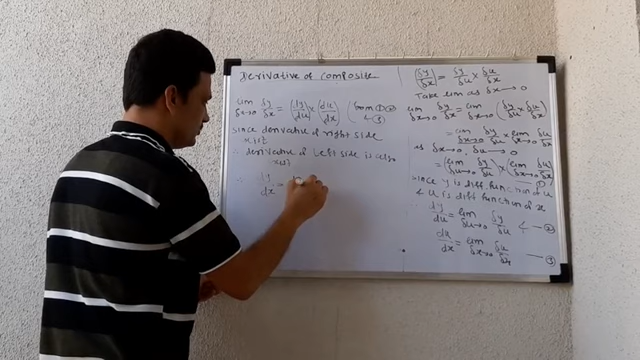 Derivative of Composite
lim δx→0 δy/δx = (dy/du) × (du/dx) (from ① ②
& ③)
Since derivative of right side
exist
∴ derivative of Left side is also
exist
∴ dy/dx =
(δy/δx) = δy/δu × δu/δx
Take lim as δx→0
lim δx→0 δy/δx = lim δx→0 (δy/δu × δu/δx)
= lim δx→0 δy/δu × lim δx→0 δu/δx
as δx→0, δu→0
= (lim δu→0 δy/δu) × (lim δx→0 δu/δx) ①
Since y is diff function of u
& u is diff function of x
∴ dy/du = lim δu→0 δy/δu & — ②
du/dx = lim δx→0 δu/δx — ③